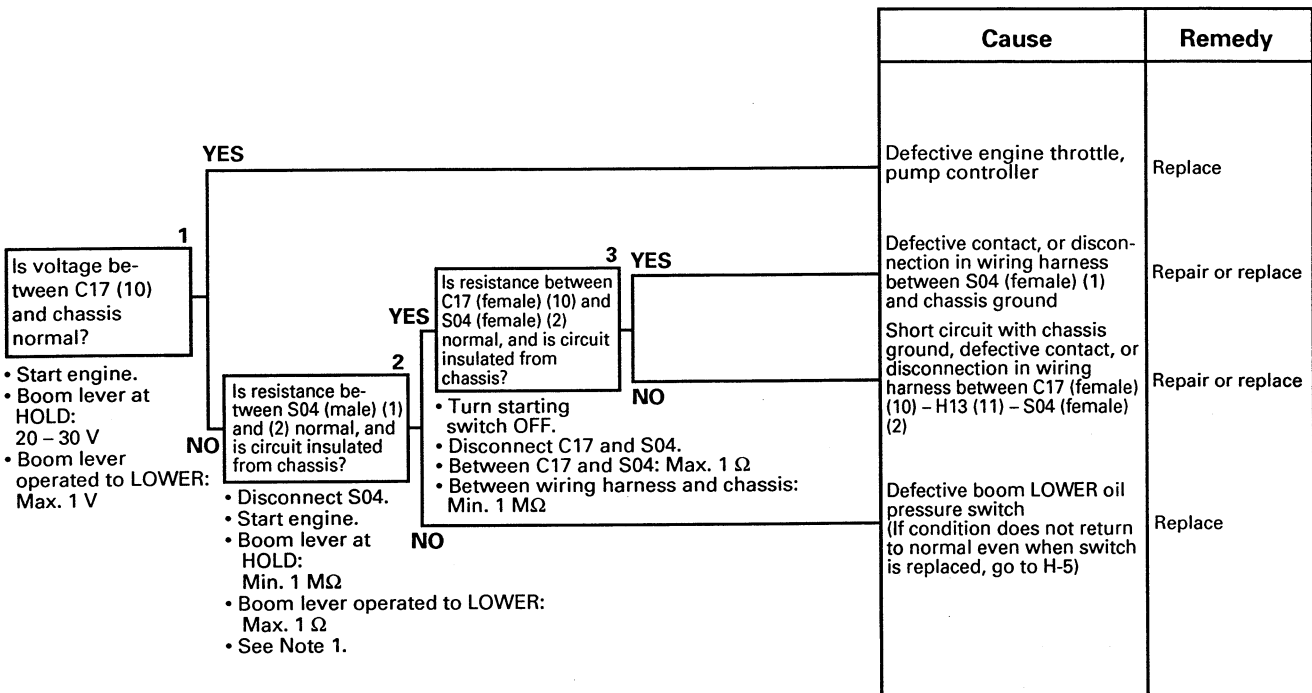 Cause
Remedy
YES
Defective engine throttle,
pump controller
Replace
1
Is voltage be-
tween C17 (10)
and chassis
normal?
• Start engine.
• Boom lever at
HOLD:
20 – 30 V
• Boom lever
operated to LOWER:
Max. 1 V
NO
2
Is resistance be-
tween S04 (male) (1)
and (2) normal, and
is circuit insulated
from chassis?
• Disconnect S04.
• Start engine.
• Boom lever at
HOLD:
Min. 1 MΩ
• Boom lever operated to LOWER:
Max. 1 Ω
• See Note 1.
YES
3
Is resistance between
C17 (female) (10) and
S04 (female) (2)
normal, and is circuit
insulated from
chassis?
• Turn starting
switch OFF.
• Disconnect C17 and S04.
• Between C17 and S04: Max. 1 Ω
• Between wiring harness and chassis:
Min. 1 MΩ
YES
Defective contact, or discon-
nection in wiring harness
between S04 (female) (1)
and chassis ground
Repair or replace
NO
Short circuit with chassis
ground, defective contact, or
disconnection in wiring
harness between C17 (female)
(10) – H13 (11) – S04 (female)
(2)
Repair or replace
NO
Defective boom LOWER oil
pressure switch
(If condition does not return
to normal even when switch
is replaced, go to H-5)
Replace